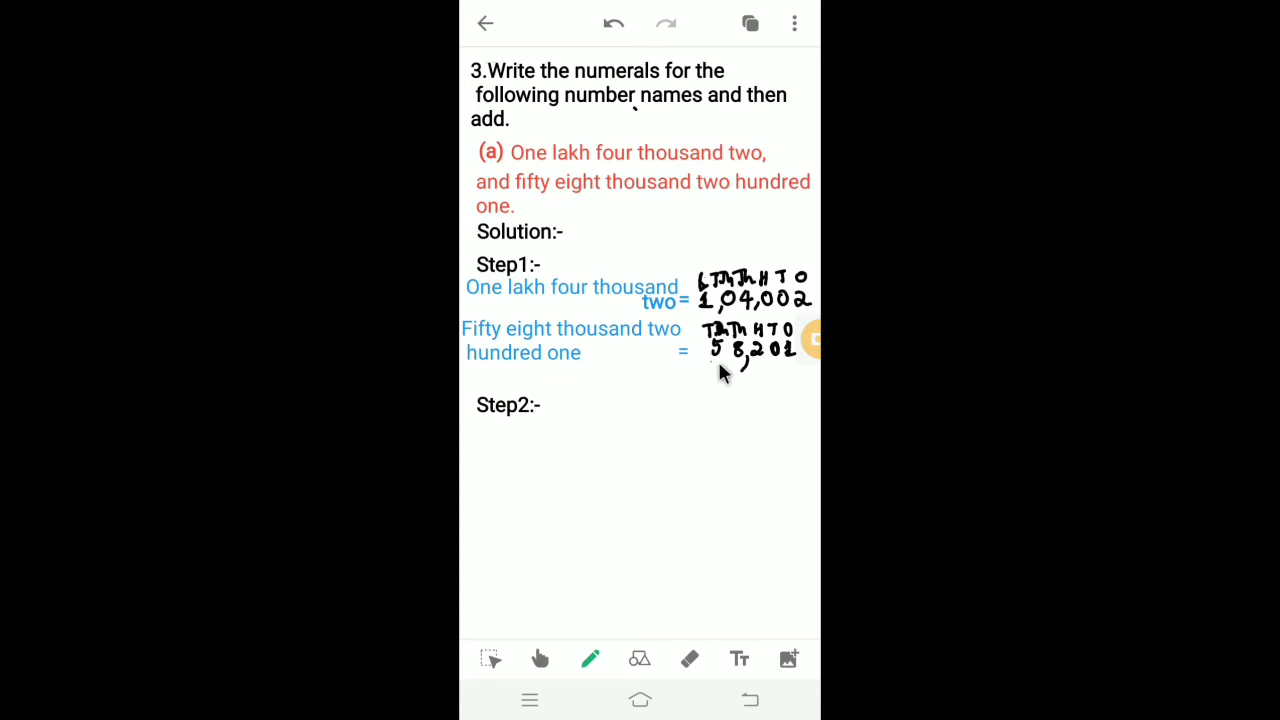 3.Write the numerals for the
following number names and then
add.
(a) One lakh four thousand two,
and fifty eight thousand two hundred
one.
Solution:-
Step1:-
L TTh Th H T O
One lakh four thousand
two = 1,04,002
TTh Th H T O
Fifty eight thousand two
hundred one = 58,201
Step2:-
TT